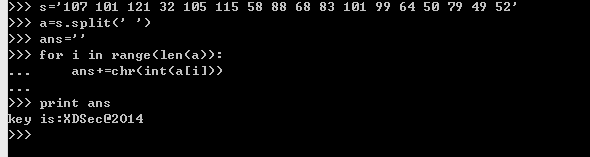 >>> s='107 101 121 32 105 115 58 88 68 83 101 99 64 50 79 49 52'
>>> a=s.split(' ')
>>> ans=''
>>> for i in range(len(a)):
...     ans+=chr(int(a[i]))
...
>>> print ans
key is:XDSec@2014
>>>